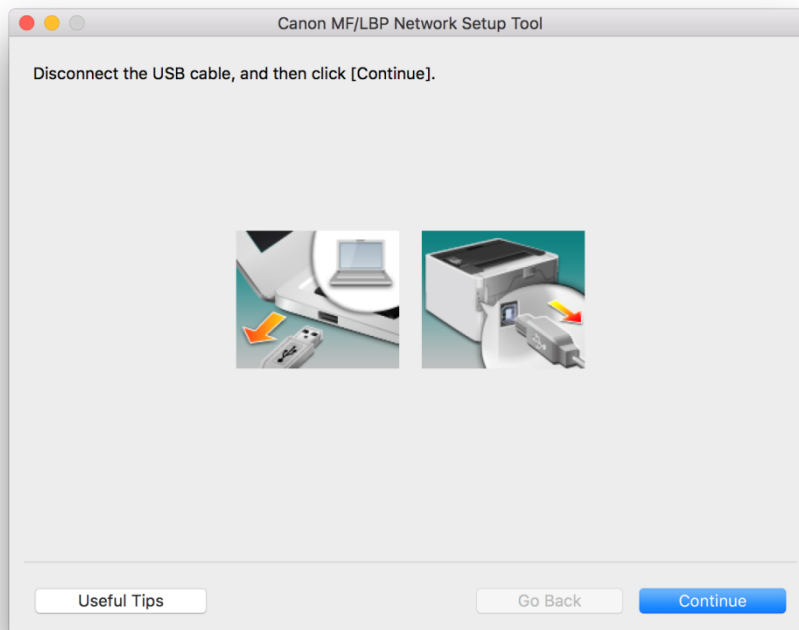 Canon MF/LBP Network Setup Tool
Disconnect the USB cable, and then click [Continue].
Useful Tips
Go Back
Continue